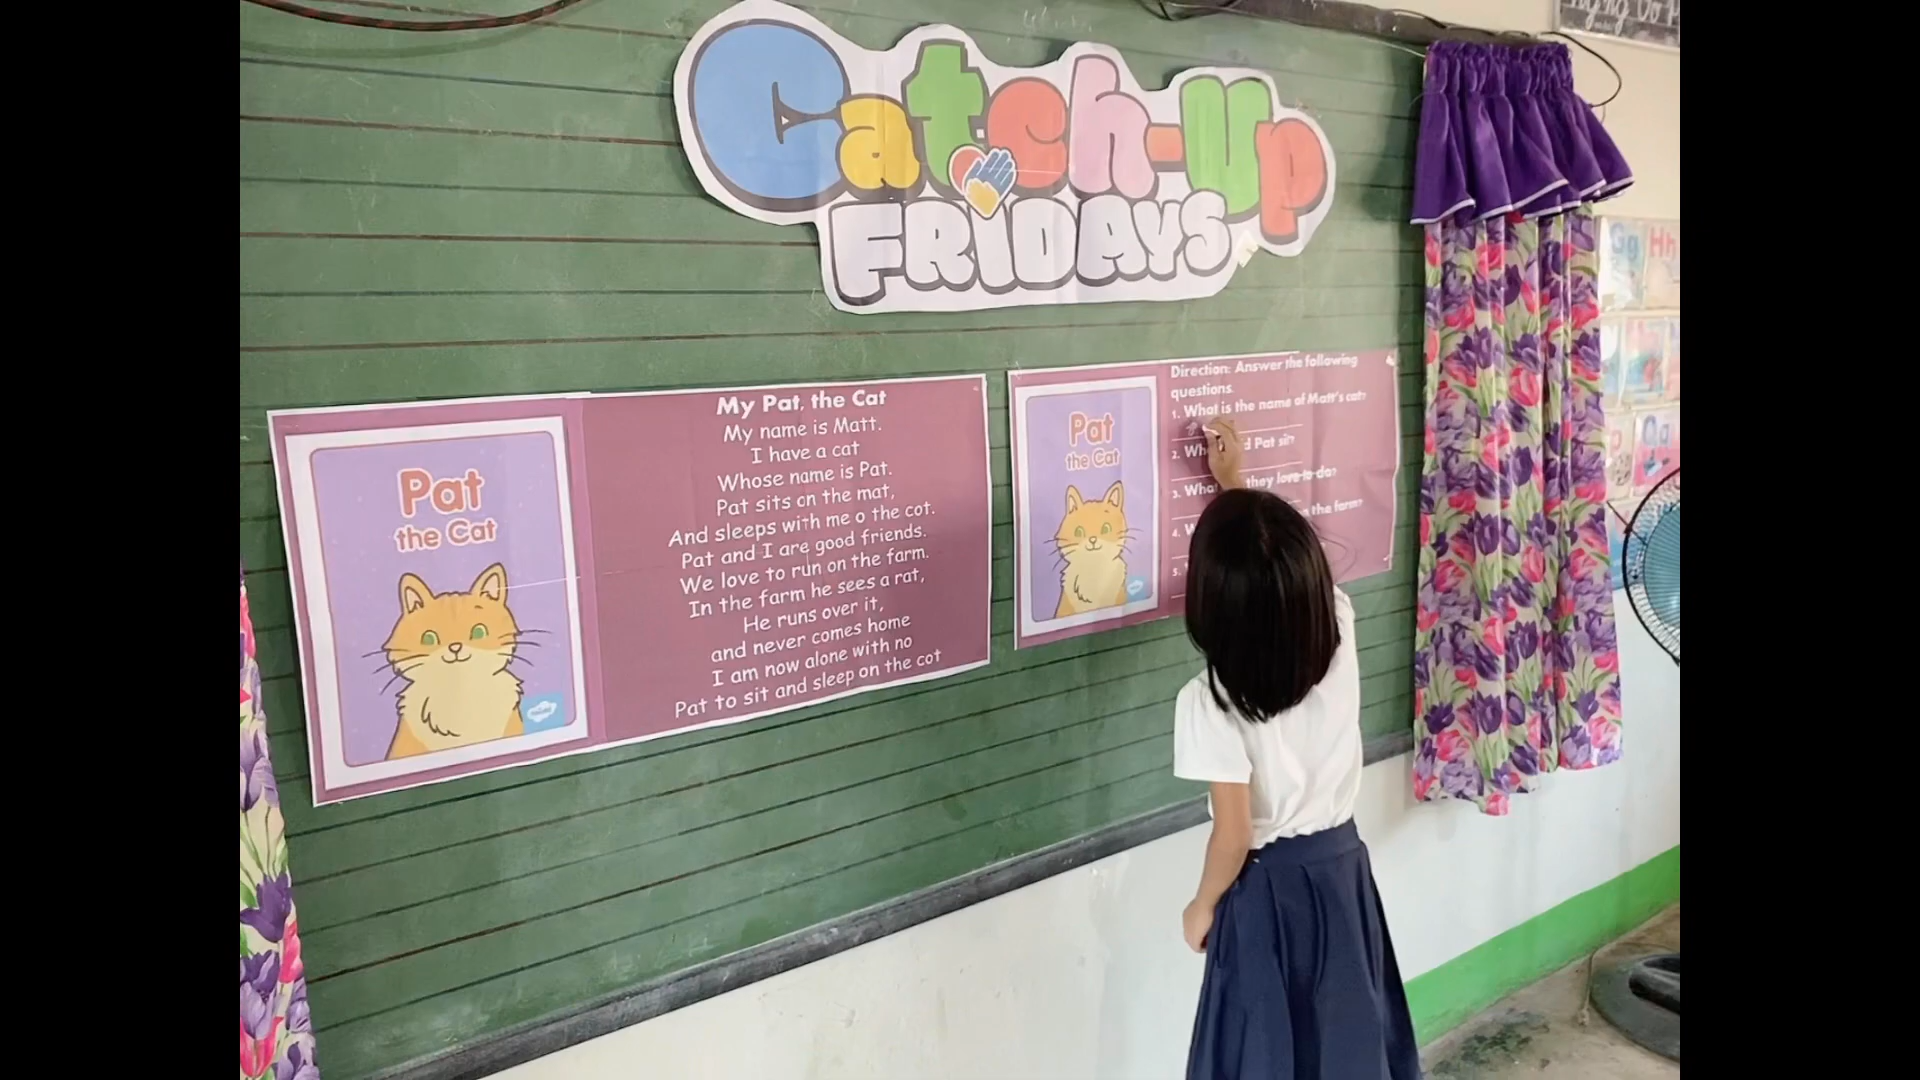 Catch-Up
FRIDAYS
Pat
the Cat
My Pat, the Cat
My name is Matt.
I have a cat
Whose name is Pat.
Pat sits on the mat,
And sleeps with me o the cot.
Pat and I are good friends.
We love to run on the farm.
In the farm he sees a rat,
He runs over it,
and never comes home
I am now alone with no
Pat to sit and sleep on the cot
Pat
the Cat
Direction: Answer the following
questions.
1. What is the name of Matt's cat?
2. Pat sit?
3. What they love to do?
4. the farm?
5.
Gg Hh
Qq